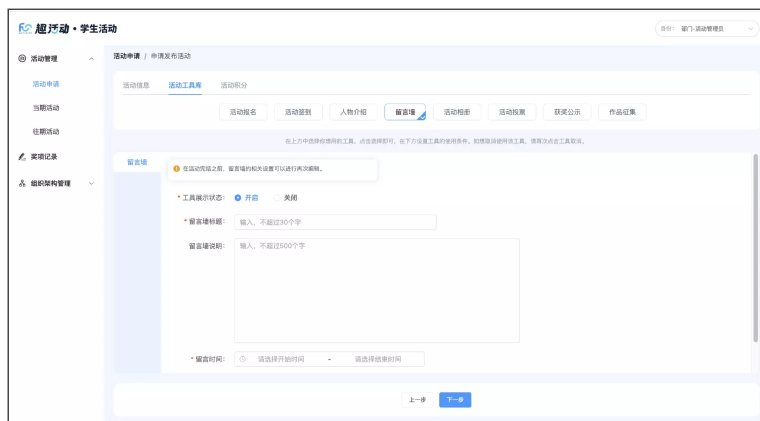 趣活动·学生活动
身份: 部门-活动管理员
活动管理
活动申请
当期活动
往期活动
奖项记录
组织架构管理
活动申请 / 申请发布活动
活动信息 活动工具库 活动积分
活动报名 活动签到 人物介绍 留言墙 活动相册 活动投票 获奖公示 作品征集
在上方中选择你想用的工具，点击选择即可，在下方设置工具的使用条件，如想取消使用该工具，请再次点击工具取消。
留言墙
在活动完结之前，留言墙的相关设置可以进行再次编辑。
* 工具展示状态: 开启 关闭
* 留言墙标题: 输入，不超过30个字
留言墙说明: 输入，不超过500个字
* 留言时间: 请选择开始时间 - 请选择结束时间
上一步 下一步